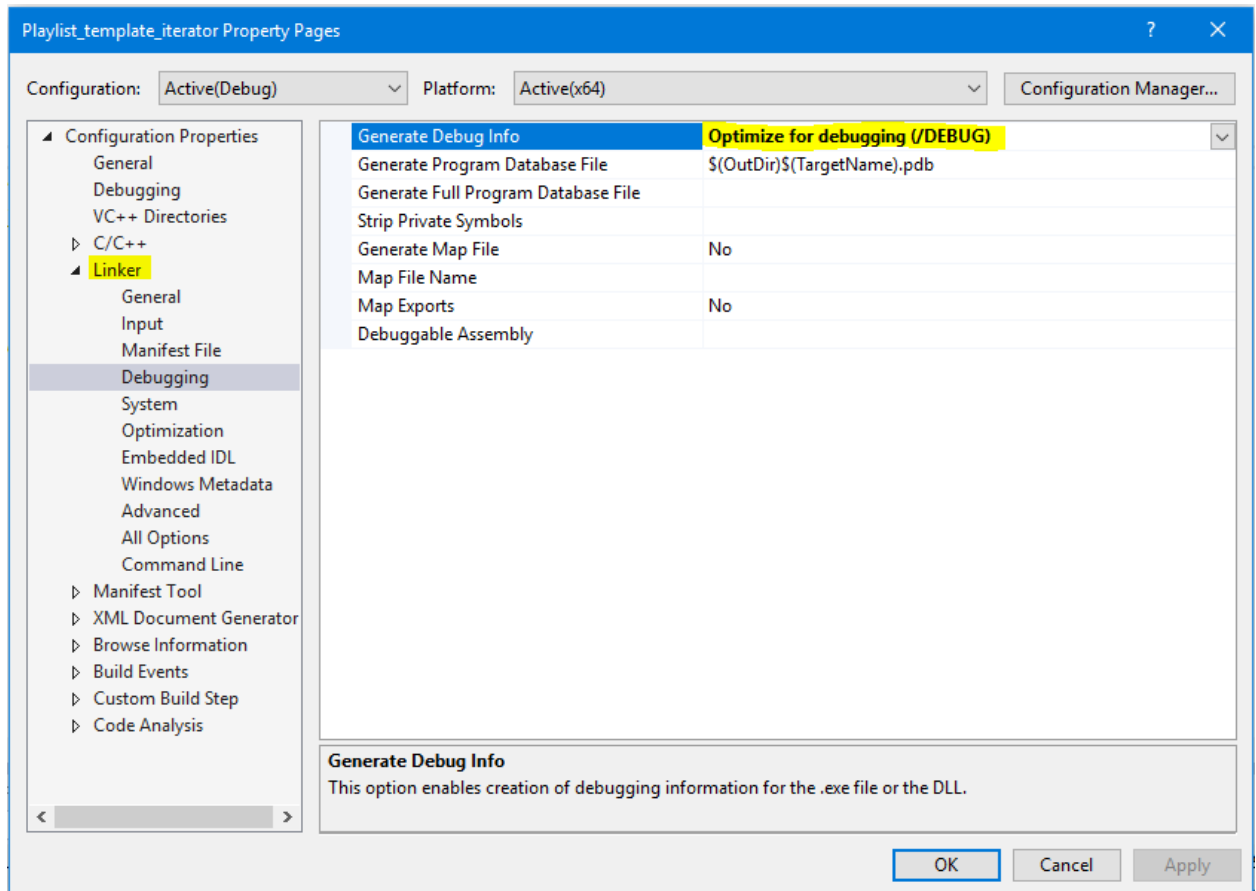 Playlist_template_iterator Property Pages
Configuration: Active(Debug) Platform: Active(x64) Configuration Manager...
Configuration Properties
General
Debugging
VC++ Directories
C/C++
Linker
General
Input
Manifest File
Debugging
System
Optimization
Embedded IDL
Windows Metadata
Advanced
All Options
Command Line
Manifest Tool
XML Document Generator
Browse Information
Build Events
Custom Build Step
Code Analysis
Generate Debug Info Optimize for debugging (/DEBUG)
Generate Program Database File $(OutDir)$(TargetName).pdb
Generate Full Program Database File
Strip Private Symbols
Generate Map File No
Map File Name
Map Exports No
Debuggable Assembly
Generate Debug Info
This option enables creation of debugging information for the .exe file or the DLL.
OK Cancel Apply